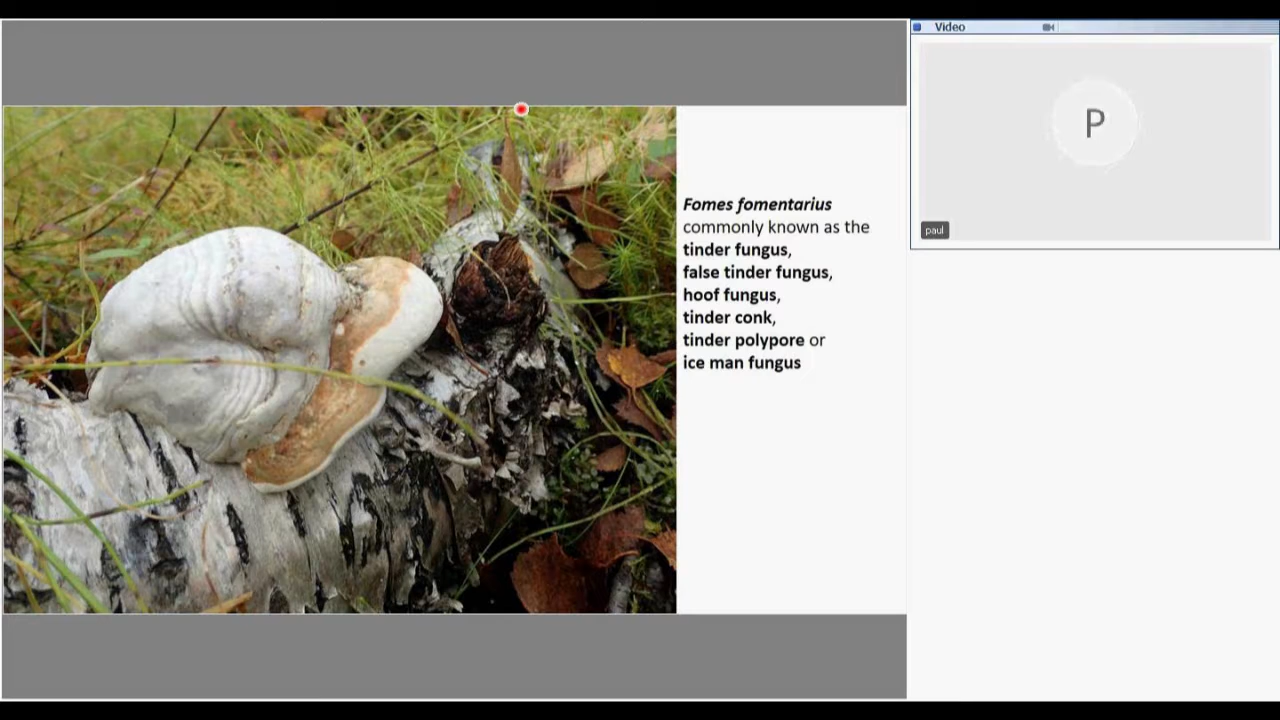 Video
P
paul
Fomes fomentarius
commonly known as the
tinder fungus,
false tinder fungus,
hoof fungus,
tinder conk,
tinder polypore or
ice man fungus